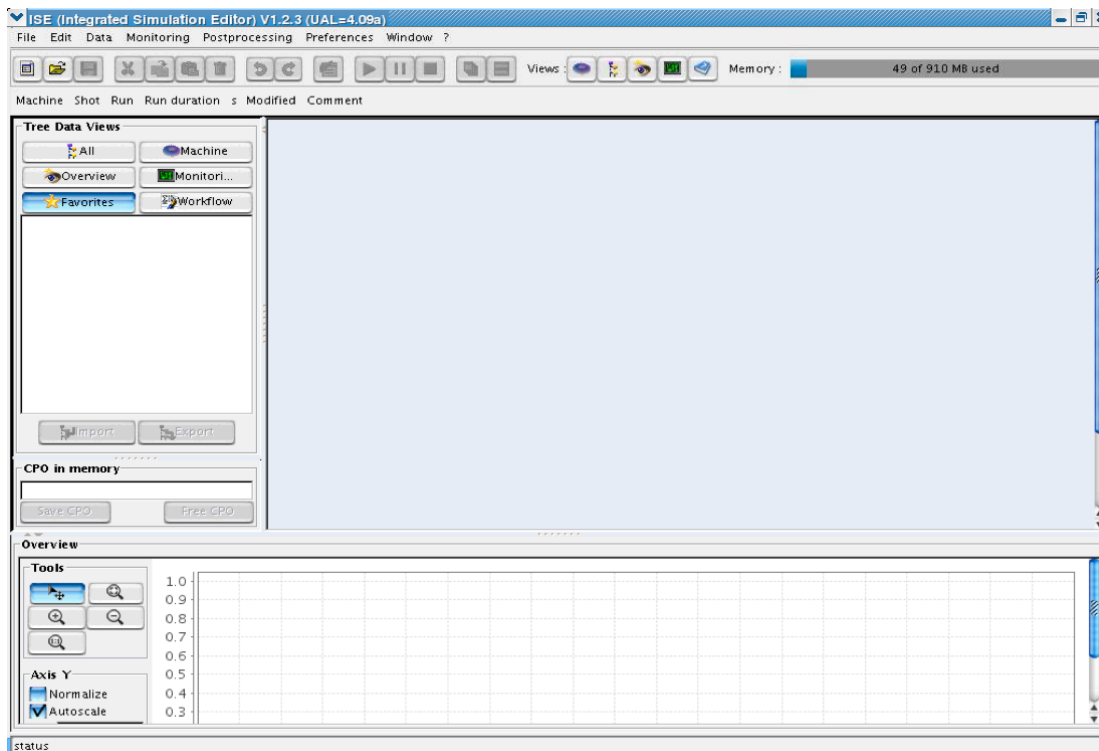 ISE (Integrated Simulation Editor) V1.2.3 (UAL=4.09a)
File Edit Data Monitoring Postprocessing Preferences Window ?
Views : Memory : 49 of 910 MB used
Machine Shot Run Run duration s Modified Comment
Tree Data Views
All Machine
Overview Monitori...
Favorites Workflow
Import Export
CPO in memory
Save CPO Free CPO
Overview
Tools
1.0
0.9
0.8
0.7
0.6
Axis Y 0.5
Normalize 0.4
Autoscale 0.3
status